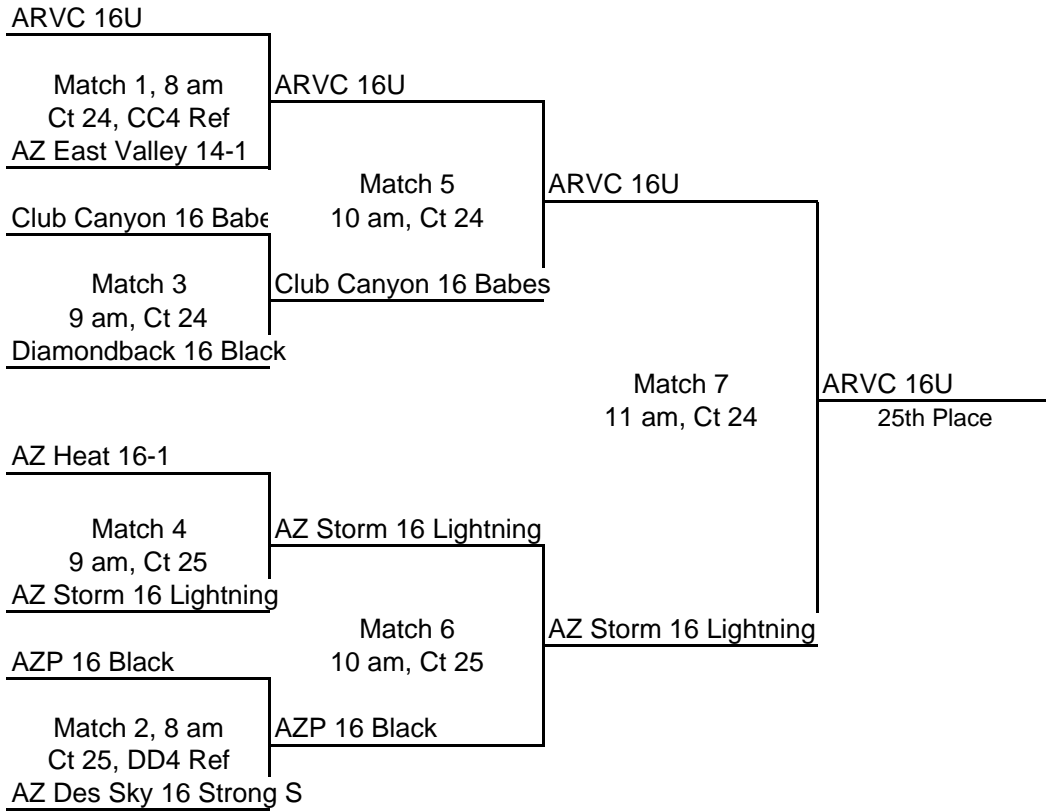 ARVC 16U
Match 1, 8 am
Ct 24, CC4 Ref
AZ East Valley 14-1
ARVC 16U
Match 5
10 am, Ct 24
ARVC 16U
Club Canyon 16 Babe
Match 3
9 am, Ct 24
Diamondback 16 Black
Club Canyon 16 Babes
Match 7
11 am, Ct 24
ARVC 16U
25th Place
AZ Heat 16-1
Match 4
9 am, Ct 25
AZ Storm 16 Lightning
AZ Storm 16 Lightning
Match 6
10 am, Ct 25
AZ Storm 16 Lightning
AZP 16 Black
Match 2, 8 am
Ct 25, DD4 Ref
AZ Des Sky 16 Strong S
AZP 16 Black